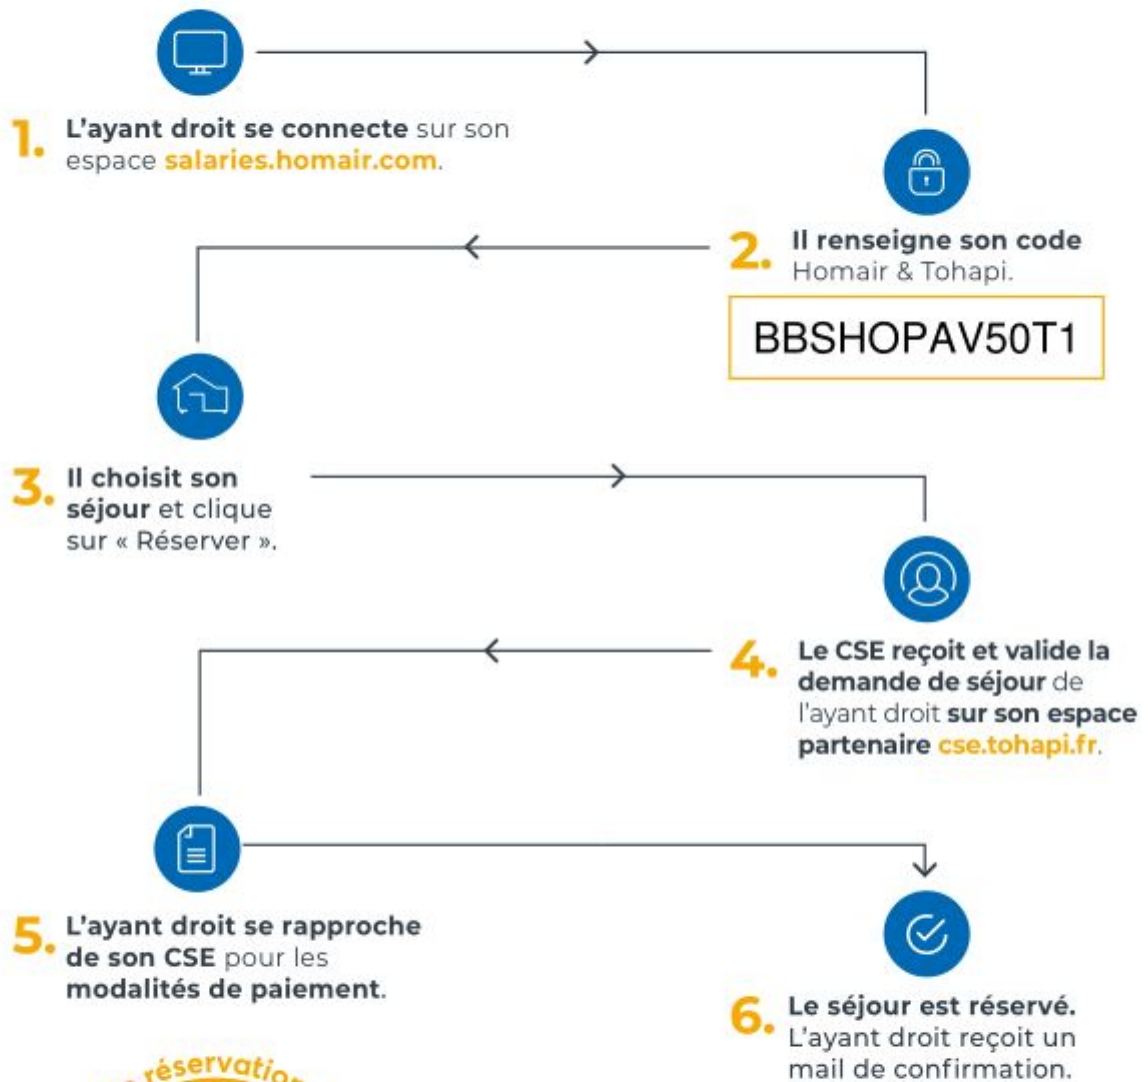 1. L'ayant droit se connecte sur son
espace salaries.homair.com.
2. Il renseigne son code
Homair & Tohapi.
BBSHOPAV50T1
3. Il choisit son
séjour et clique
sur « Réserver ».
4. Le CSE reçoit et valide la
demande de séjour de
l'ayant droit sur son espace
partenaire cse.tohapi.fr.
5. L'ayant droit se rapproche
de son CSE pour les
modalités de paiement.
6. Le séjour est réservé.
L'ayant droit reçoit un
mail de confirmation.
réservation